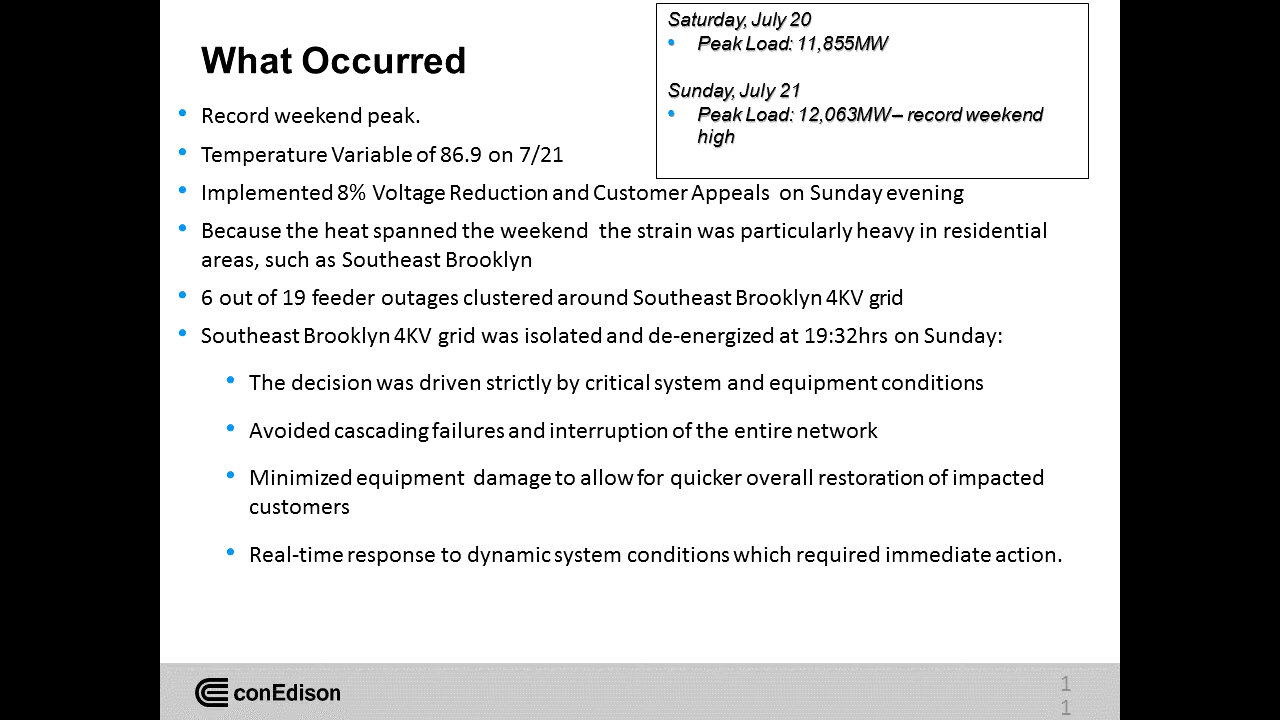 What Occurred
Saturday, July 20
• Peak Load: 11,855MW
Sunday, July 21
• Peak Load: 12,063MW – record weekend
high
• Record weekend peak.
• Temperature Variable of 86.9 on 7/21
• Implemented 8% Voltage Reduction and Customer Appeals on Sunday evening
• Because the heat spanned the weekend the strain was particularly heavy in residential
areas, such as Southeast Brooklyn
• 6 out of 19 feeder outages clustered around Southeast Brooklyn 4KV grid
• Southeast Brooklyn 4KV grid was isolated and de-energized at 19:32hrs on Sunday:
• The decision was driven strictly by critical system and equipment conditions
• Avoided cascading failures and interruption of the entire network
• Minimized equipment damage to allow for quicker overall restoration of impacted
customers
• Real-time response to dynamic system conditions which required immediate action.
conEdison
1
1